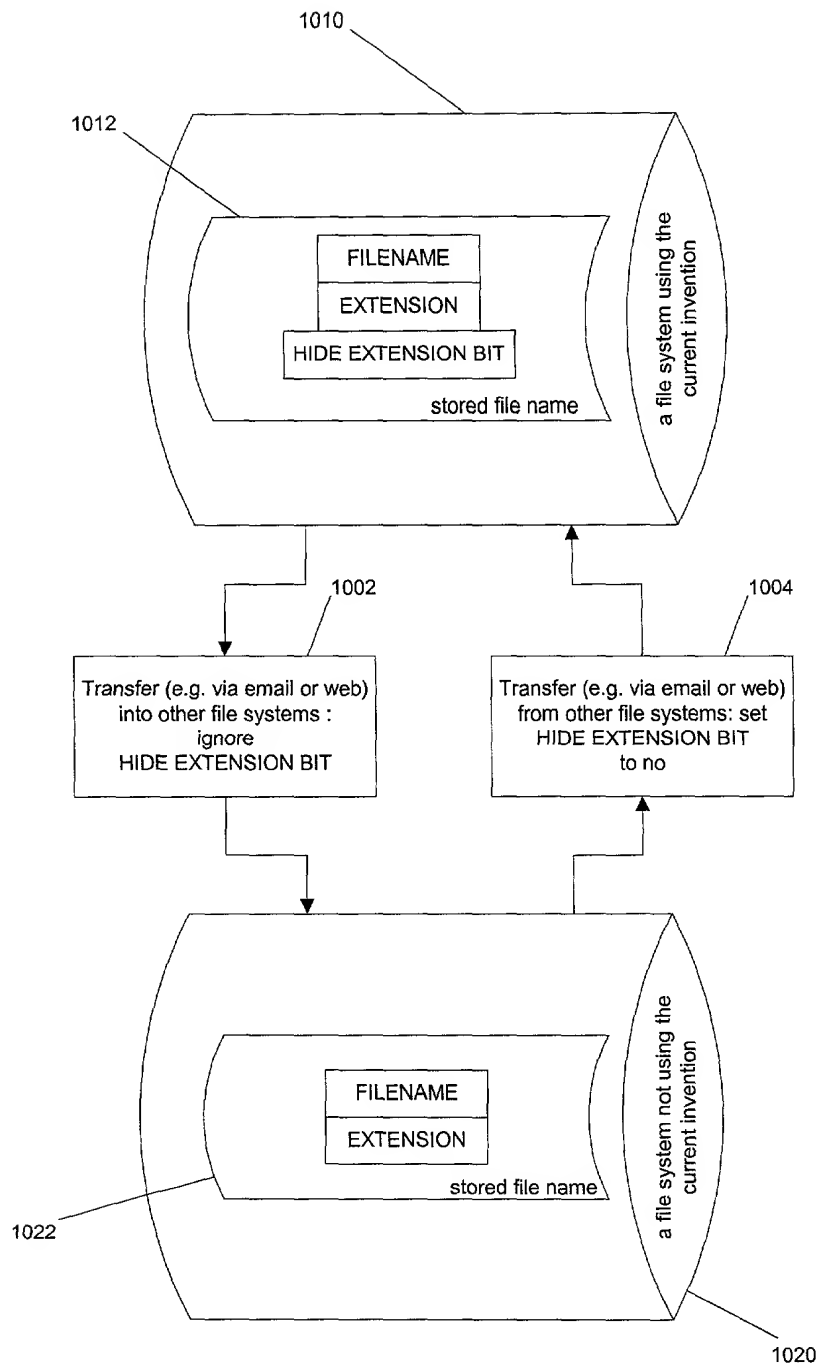 1010
1012
FILENAME
EXTENSION
HIDE EXTENSION BIT
stored file name
a file system using the
current invention
1002
Transfer (e.g. via email or web)
into other file systems :
ignore
HIDE EXTENSION BIT
1004
Transfer (e.g. via email or web)
from other file systems: set
HIDE EXTENSION BIT
to no
FILENAME
EXTENSION
stored file name
a file system not using the
current invention
1022
1020